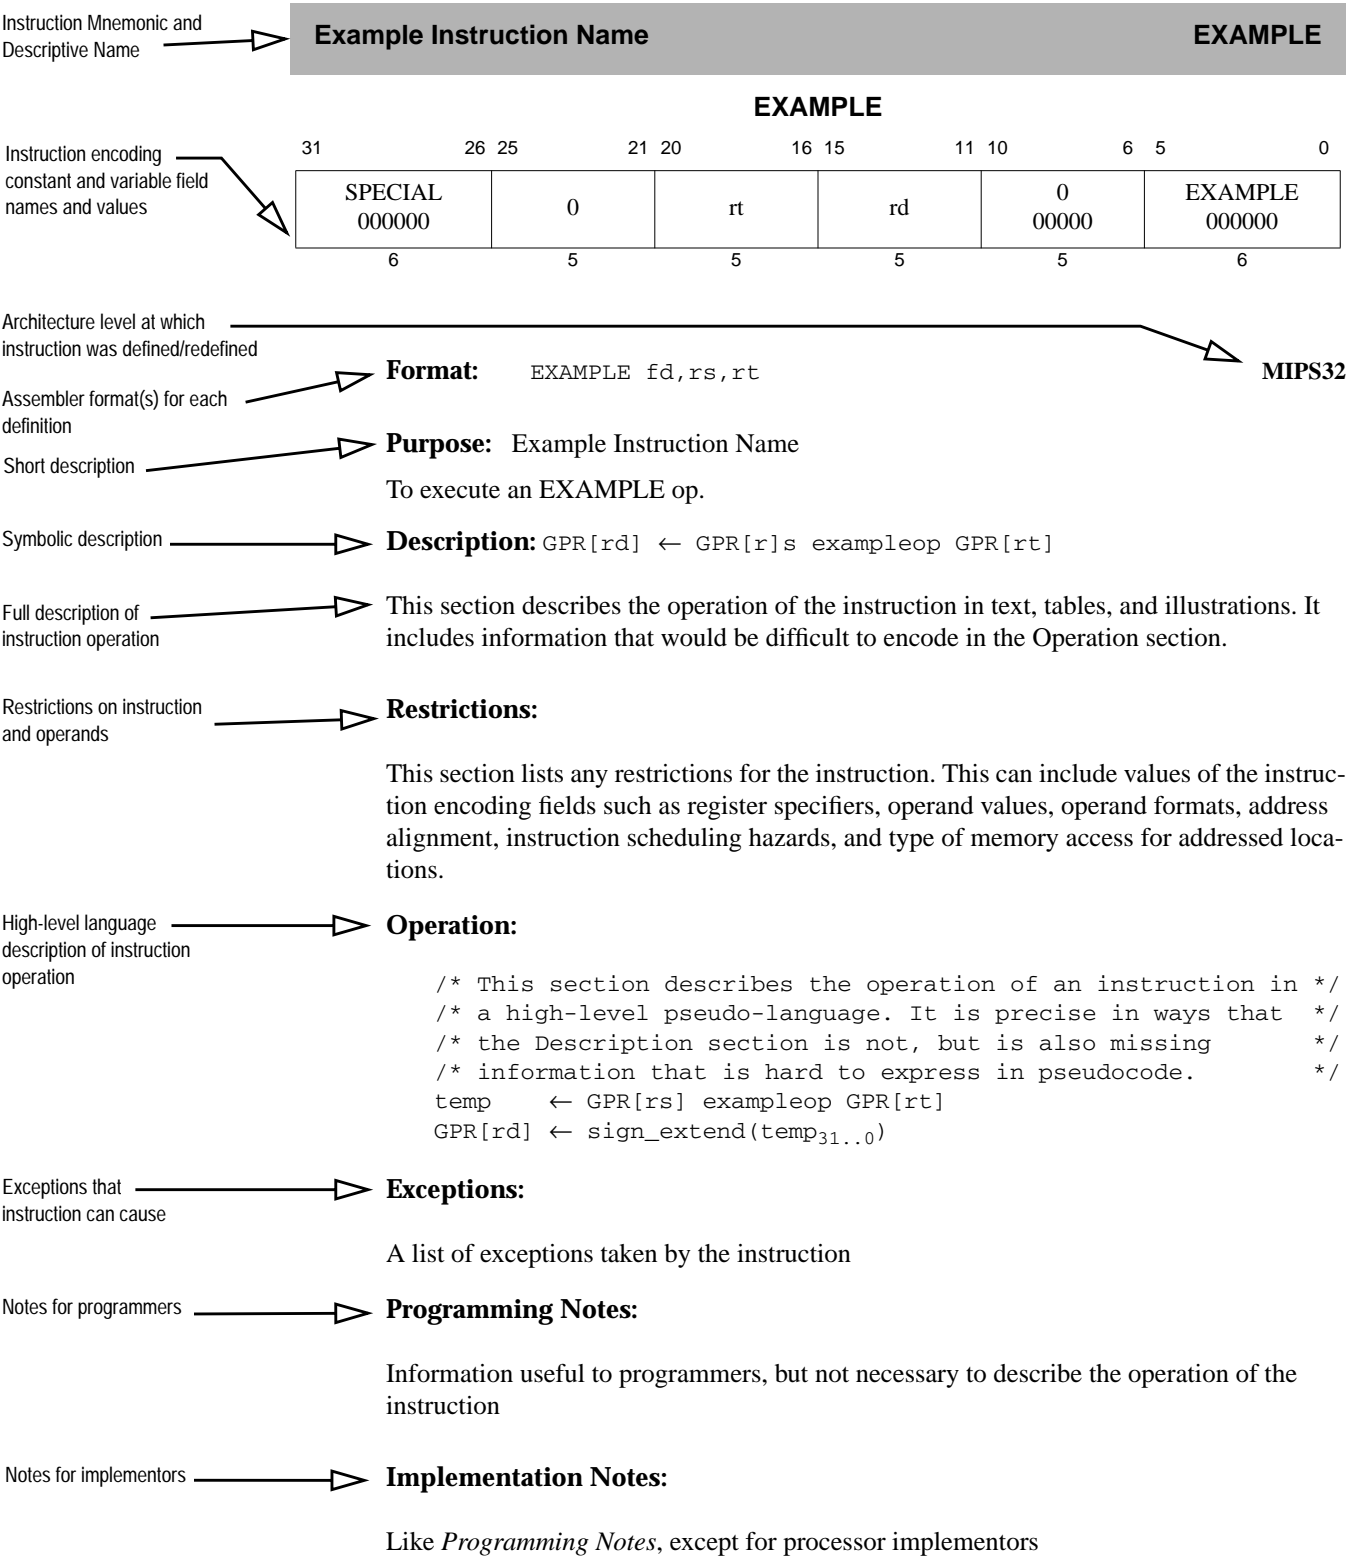 Instruction Mnemonic and
Descriptive Name
Example Instruction Name EXAMPLE
EXAMPLE
31 26 25 21 20 16 15 11 10 6 5 0
Instruction encoding
constant and variable field
names and values
SPECIAL
000000
0
rt
rd
0
00000
EXAMPLE
000000
6 5 5 5 5 6
Architecture level at which
instruction was defined/redefined
MIPS32
Assembler format(s) for each
definition
Format: EXAMPLE fd,rs,rt
Short description
Purpose: Example Instruction Name
To execute an EXAMPLE op.
Symbolic description
Description: GPR[rd] ← GPR[r]s exampleop GPR[rt]
Full description of
instruction operation
This section describes the operation of the instruction in text, tables, and illustrations. It
includes information that would be difficult to encode in the Operation section.
Restrictions on instruction
and operands
Restrictions:
This section lists any restrictions for the instruction. This can include values of the instruc-
tion encoding fields such as register specifiers, operand values, operand formats, address
alignment, instruction scheduling hazards, and type of memory access for addressed loca-
tions.
High-level language
description of instruction
operation
Operation:
/* This section describes the operation of an instruction in */
/* a high-level pseudo-language. It is precise in ways that */
/* the Description section is not, but is also missing */
/* information that is hard to express in pseudocode. */
temp ← GPR[rs] exampleop GPR[rt]
GPR[rd] ← sign_extend(temp31..0)
Exceptions that
instruction can cause
Exceptions:
A list of exceptions taken by the instruction
Notes for programmers
Programming Notes:
Information useful to programmers, but not necessary to describe the operation of the
instruction
Notes for implementors
Implementation Notes:
Like Programming Notes, except for processor implementors